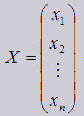 X = ( x₁
x₂
⋮
xₙ )